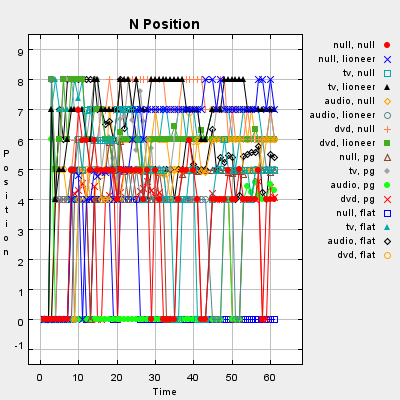 N Position
9
8
7
6
5
4
3
2
1
0
-1
Position
0
10
20
30
40
50
60
Time
null, null
null, lioneer
tv, null
tv, lioneer
audio, null
audio, lioneer
dvd, null
dvd, lioneer
null, pg
tv, pg
audio, pg
dvd, pg
null, flat
tv, flat
audio, flat
dvd, flat